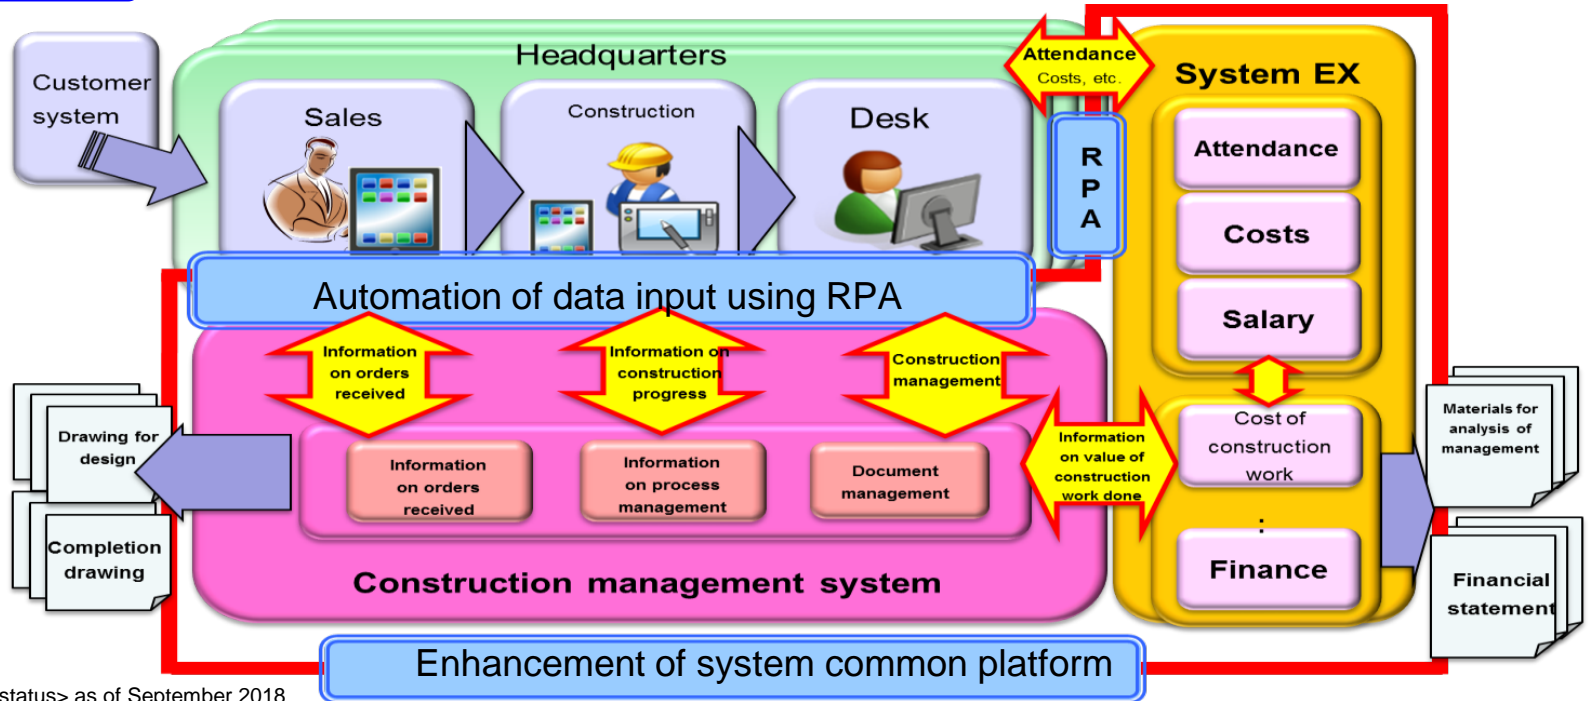 Customer
system
Headquarters
Sales
Construction
Desk
Attendance
Costs, etc.
R
P
A
System EX
Attendance
Costs
Salary
Automation of data input using RPA
Information
on orders
received
Information on
construction
progress
Construction
management
Information
on value of
construction
work done
Cost of
construction
work
:
Finance
Drawing for
design
Completion
drawing
Information
on orders
received
Information
on process
management
Document
management
Construction management system
Materials for
analysis of
management
Financial
statement
Enhancement of system common platform
status> as of September 2018